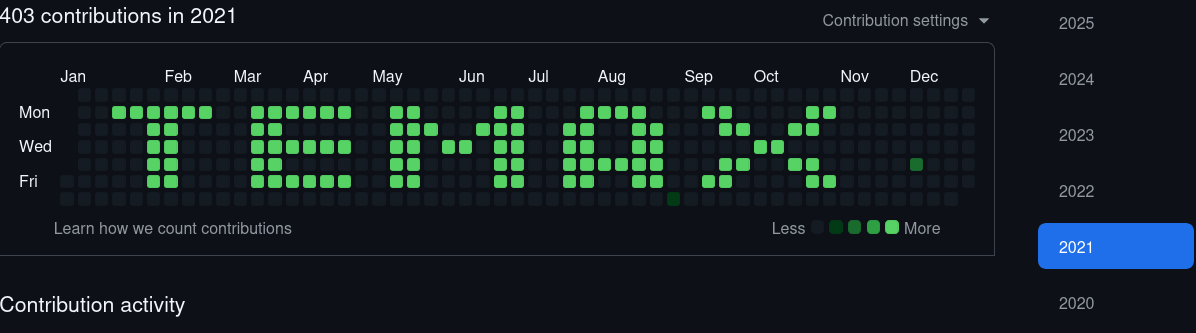 403 contributions in 2021
Contribution settings
Jan Feb Mar Apr May Jun Jul Aug Sep Oct Nov Dec
Mon
Wed
Fri
TEMAX
Learn how we count contributions
Less More
Contribution activity
2025
2024
2023
2022
2021
2020